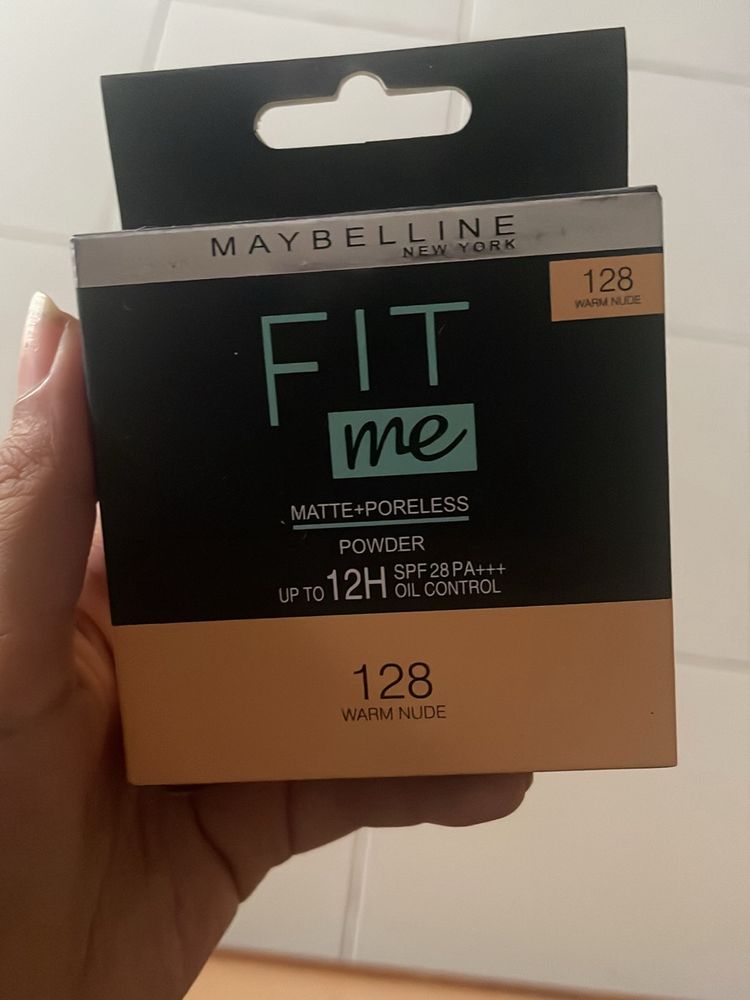 MAYBELLINE
NEW YORK
128
WARM NUDE
FIT
me
MATTE+PORELESS
POWDER
UP TO 12H SPF 28 PA+++
OIL CONTROL
128
WARM NUDE